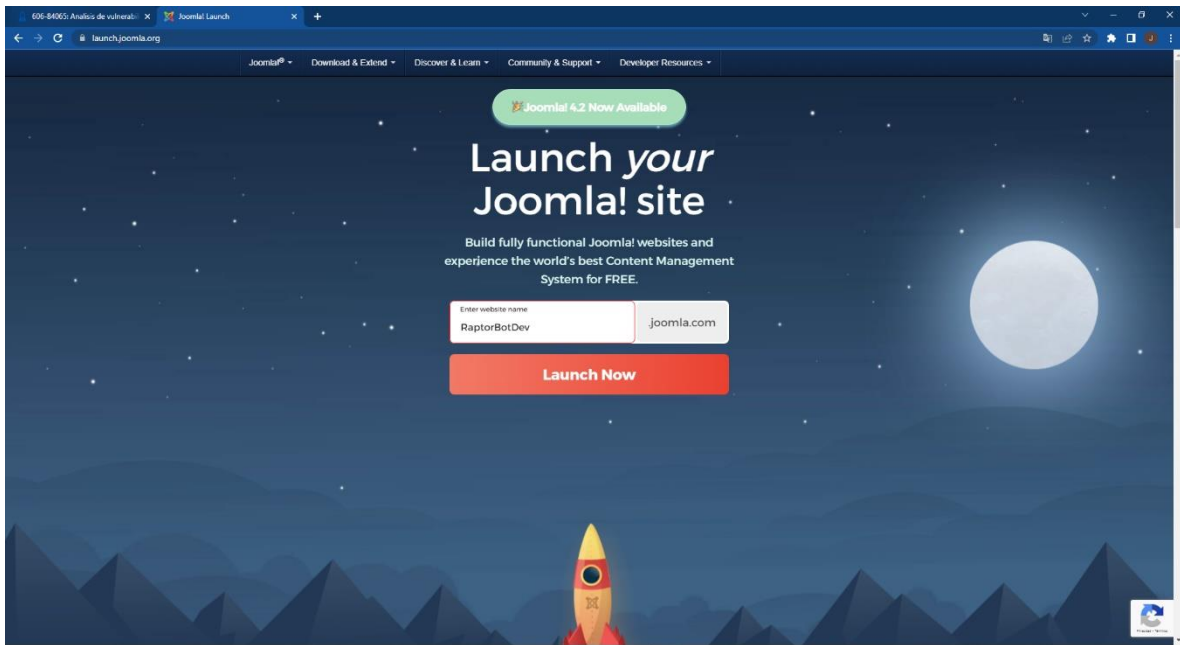 606-84065: Analisis de vulnerabil
Joomla! Launch
launch.joomla.org
Joomla!® Download & Extend Discover & Learn Community & Support Developer Resources
Joomla! 4.2 Now Available
Launch your
Joomla! site
Build fully functional Joomla! websites and
experience the world's best Content Management
System for FREE.
Enter website name
RaptorBotDev
.joomla.com
Launch Now